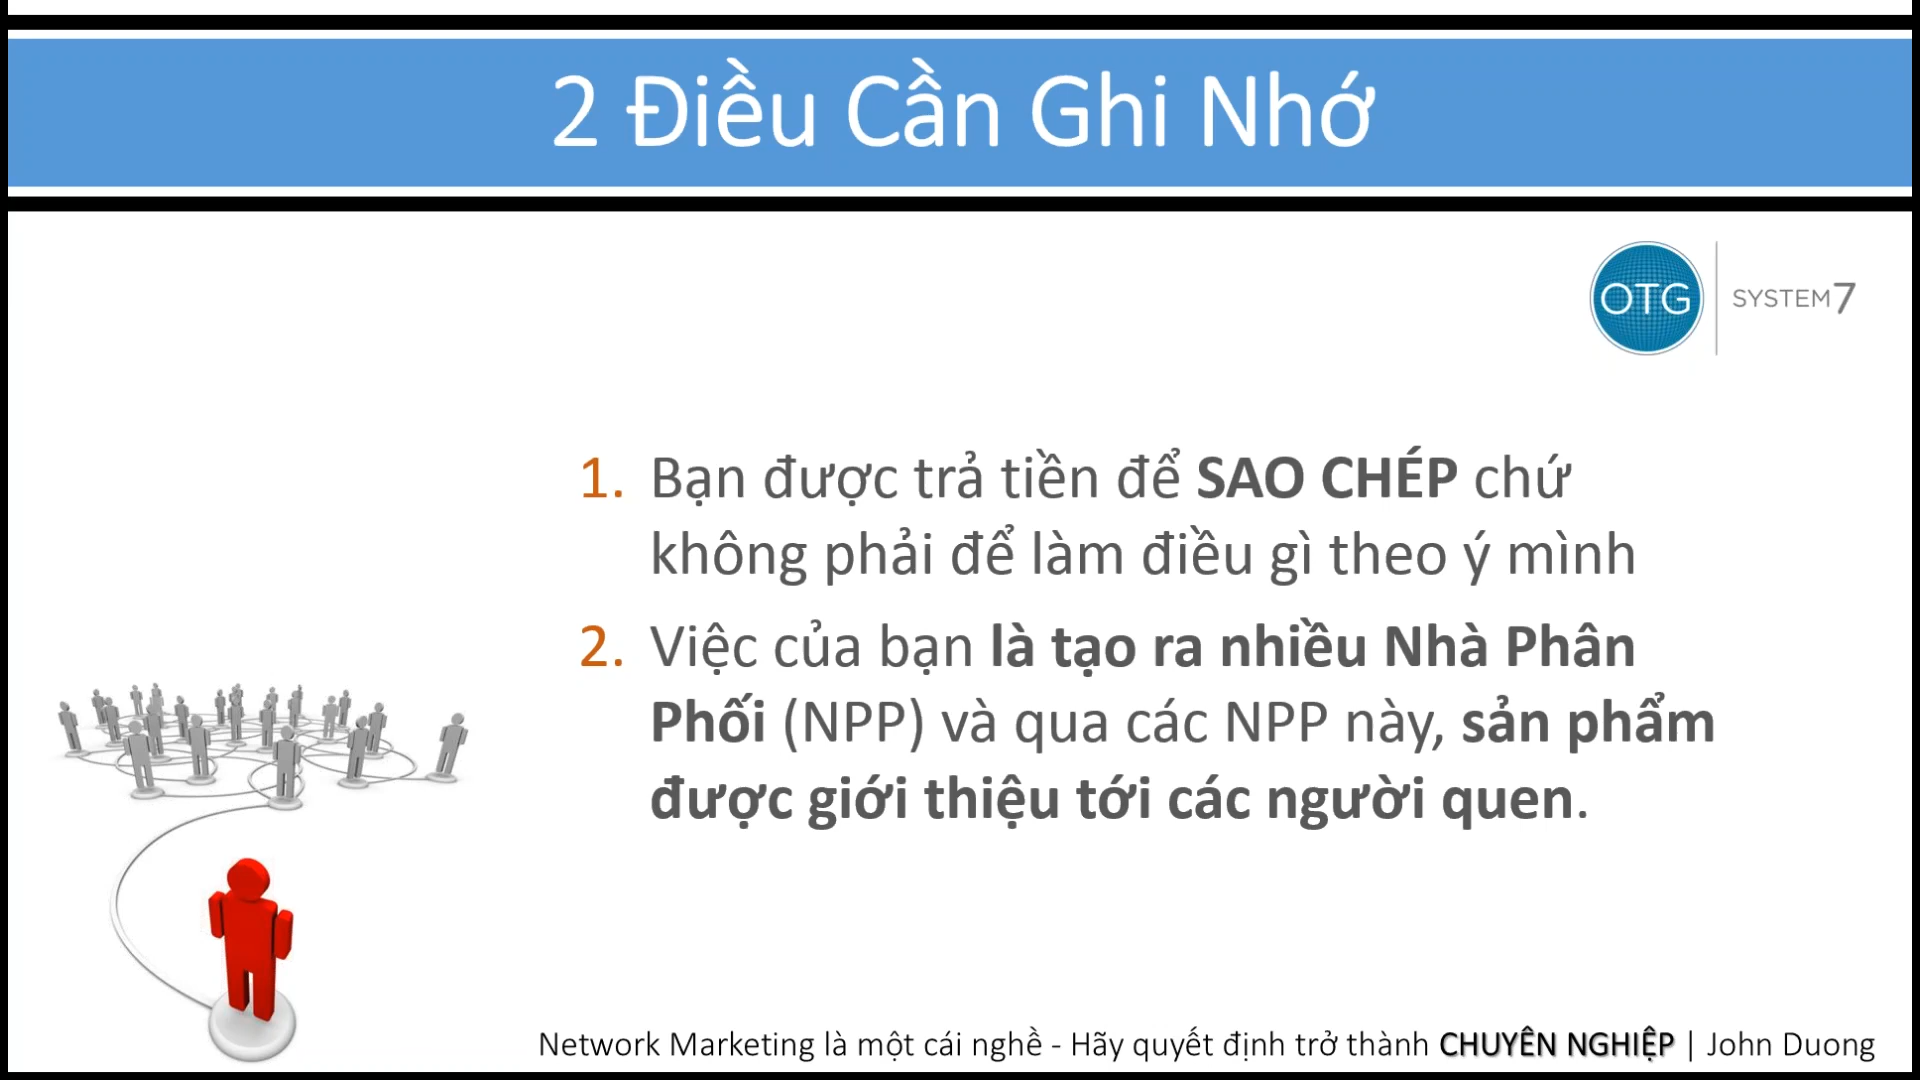 2 Điều Cần Ghi Nhớ
OTG
SYSTEM7
1. Bạn được trả tiền để SAO CHÉP chứ
không phải để làm điều gì theo ý mình
2. Việc của bạn là tạo ra nhiều Nhà Phân
Phối (NPP) và qua các NPP này, sản phẩm
được giới thiệu tới các người quen.
Network Marketing là một cái nghề - Hãy quyết định trở thành CHUYÊN NGHIỆP | John Duong